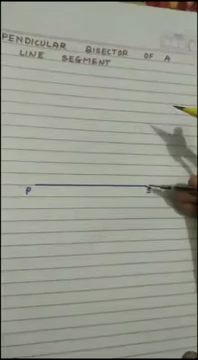 PENDICULAR BISECTOR OF A
LINE SEGMENT
P